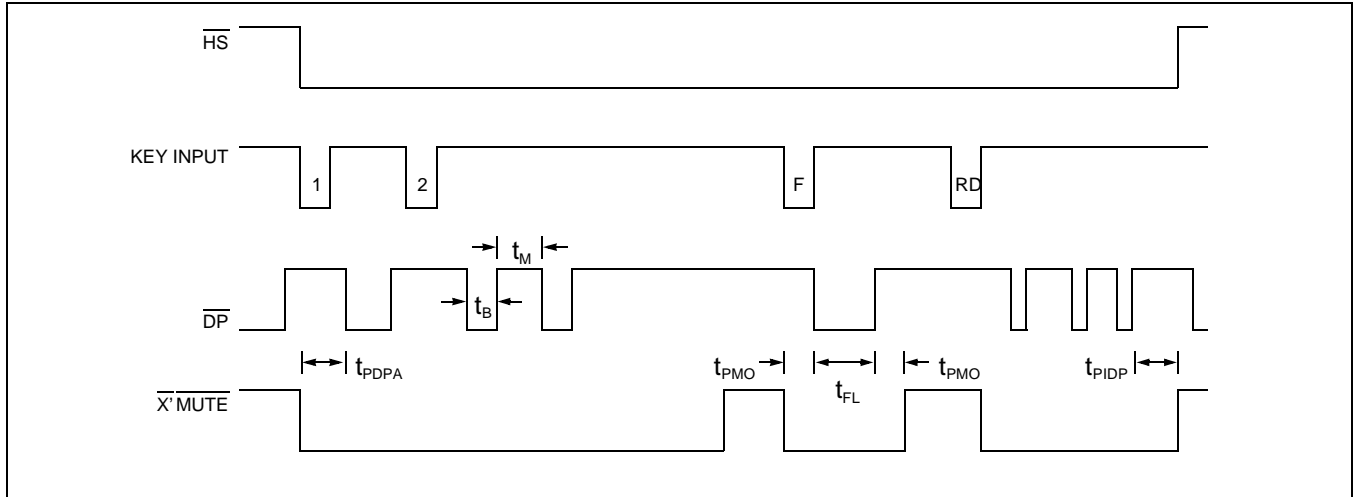 HS
KEY INPUT
1
2
F
RD
tM
tB
DP
tPDPA
tPMO
tFL
tPMO
tPIDP
X' MUTE